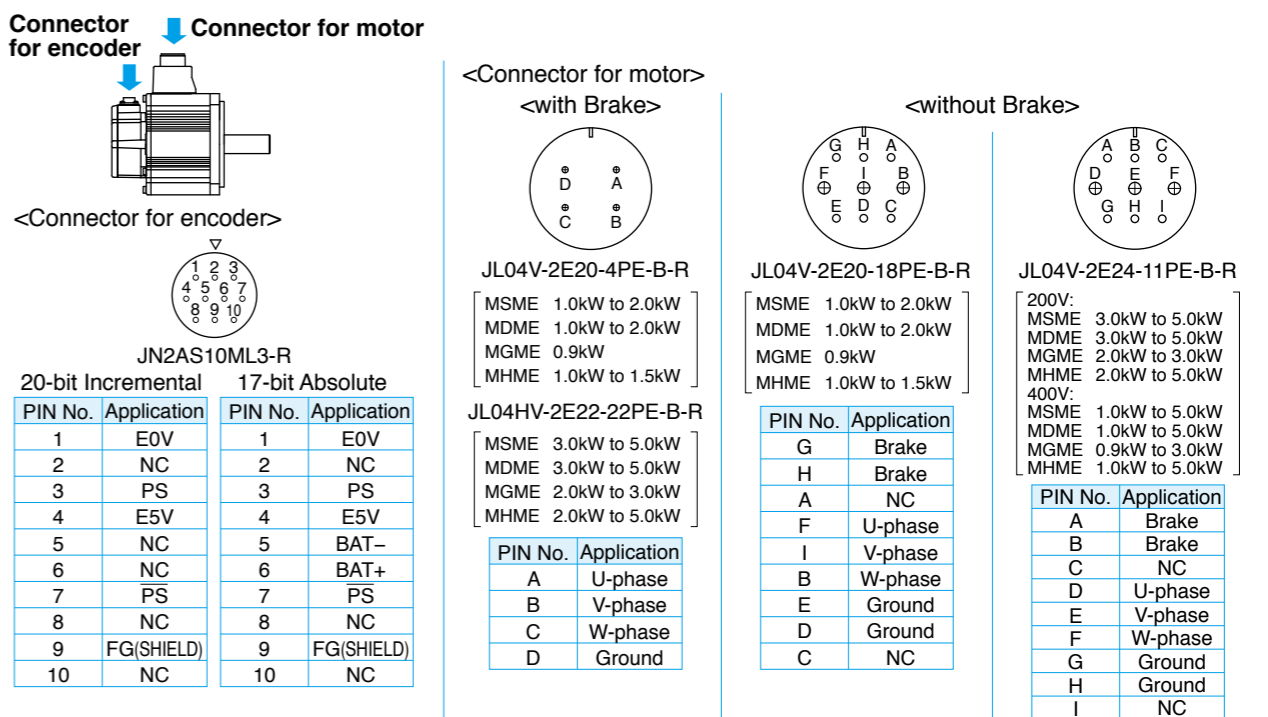 Connector for encoder
Connector for motor
<Connector for encoder>
1 2 3
4 5 6 7
8 9 10
JN2AS10ML3-R
20-bit Incremental
PIN No. Application
1 E0V
2 NC
3 PS
4 E5V
5 NC
6 NC
7 P̅S̅
8 NC
9 FG(SHIELD)
10 NC
17-bit Absolute
PIN No. Application
1 E0V
2 NC
3 PS
4 E5V
5 BAT−
6 BAT+
7 P̅S̅
8 NC
9 FG(SHIELD)
10 NC
<Connector for motor>
<with Brake>
D A
C B
JL04V-2E20-4PE-B-R
MSME 1.0kW to 2.0kW
MDME 1.0kW to 2.0kW
MGME 0.9kW
MHME 1.0kW to 1.5kW
JL04HV-2E22-22PE-B-R
MSME 3.0kW to 5.0kW
MDME 3.0kW to 5.0kW
MGME 2.0kW to 3.0kW
MHME 2.0kW to 5.0kW
PIN No. Application
A U-phase
B V-phase
C W-phase
D Ground
<without Brake>
G H A
F I B
E D C
JL04V-2E20-18PE-B-R
MSME 1.0kW to 2.0kW
MDME 1.0kW to 2.0kW
MGME 0.9kW
MHME 1.0kW to 1.5kW
PIN No. Application
G Brake
H Brake
A NC
F U-phase
I V-phase
B W-phase
E Ground
D Ground
C NC
A B C
D E F
G H I
JL04V-2E24-11PE-B-R
200V:
MSME 3.0kW to 5.0kW
MDME 3.0kW to 5.0kW
MGME 2.0kW to 3.0kW
MHME 2.0kW to 5.0kW
400V:
MSME 1.0kW to 5.0kW
MDME 1.0kW to 5.0kW
MGME 0.9kW to 3.0kW
MHME 1.0kW to 5.0kW
PIN No. Application
A Brake
B Brake
C NC
D U-phase
E V-phase
F W-phase
G Ground
H Ground
I NC